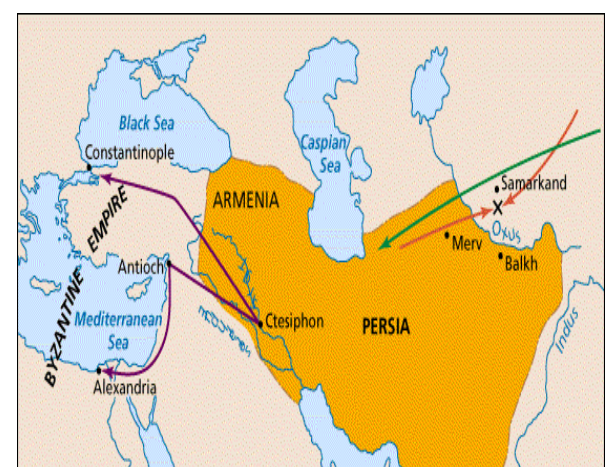 Black Sea
Constantinople
Caspian
Sea
ARMENIA
Samarkand
Oxus
Merv
Balkh
BYZANTINE EMPIRE
Antioch
Ctesiphon
PERSIA
Mediterranean
Sea
Alexandria
Indus